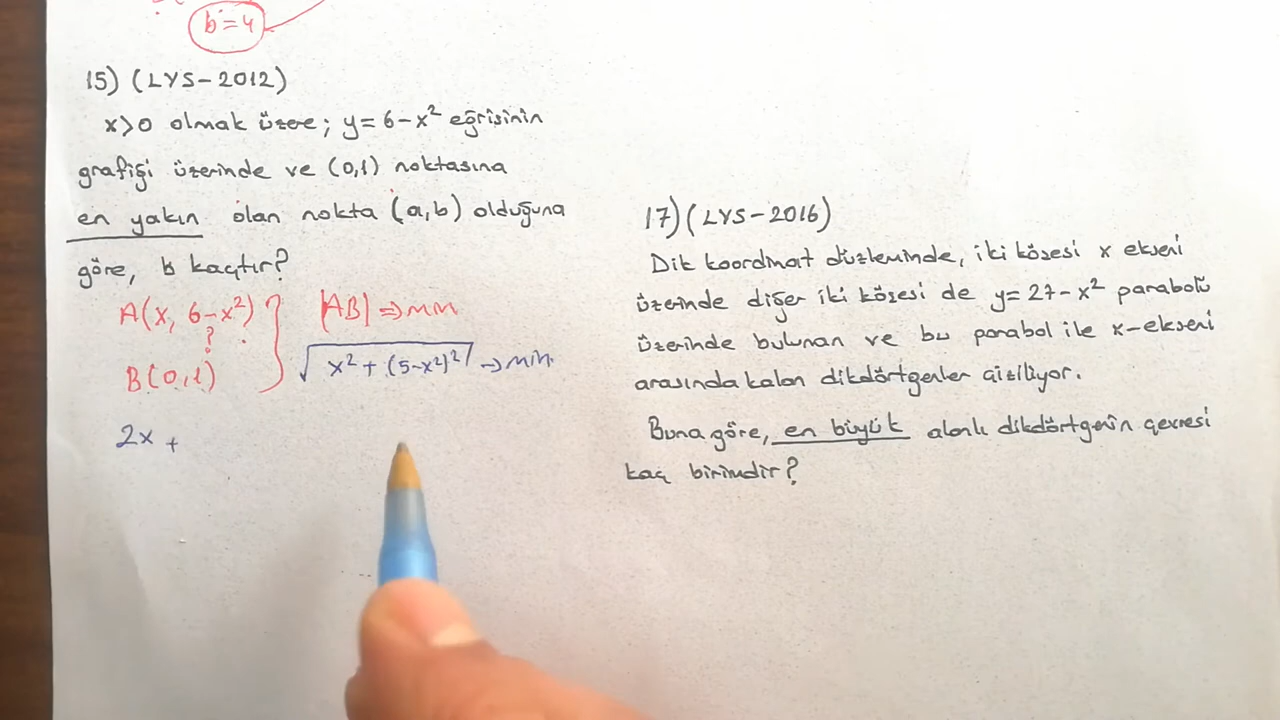 b=4
15) (LYS-2012)
x>0 olmak üzere; y=6-x² eğrisinin
grafiği üzerinde ve (0,1) noktasına
en yakın olan nokta (a,b) olduğuna
göre, b kaçtır?
A(x, 6-x²)
?
B(0,1)
|AB| ⇒ min
√x²+(5-x²)² → min.
2x +
17) (LYS-2016)
Dik koordinat düzleminde, iki köşesi x ekseni
üzerinde diğer iki köşesi de y=27-x² parabolü
üzerinde bulunan ve bu parabol ile x-ekseni
arasında kalan dikdörtgenler çiziliyor.
Buna göre, en büyük alanlı dikdörtgenin çevresi
kaç birimdir?